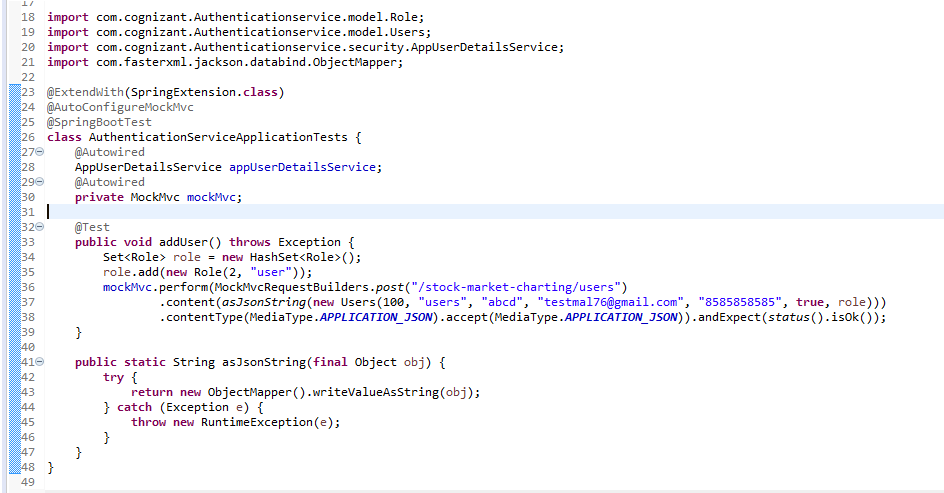 17
18 import com.cognizant.Authenticationservice.model.Role;
19 import com.cognizant.Authenticationservice.model.Users;
20 import com.cognizant.Authenticationservice.security.AppUserDetailsService;
21 import com.fasterxml.jackson.databind.ObjectMapper;
22
23 @ExtendWith(SpringExtension.class)
24 @AutoConfigureMockMvc
25 @SpringBootTest
26 class AuthenticationServiceApplicationTests {
27     @Autowired
28     AppUserDetailsService appUserDetailsService;
29     @Autowired
30     private MockMvc mockMvc;
31
32     @Test
33     public void addUser() throws Exception {
34         Set<Role> role = new HashSet<Role>();
35         role.add(new Role(2, "user"));
36         mockMvc.perform(MockMvcRequestBuilders.post("/stock-market-charting/users")
37                 .content(asJsonString(new Users(100, "users", "abcd", "testmal76@gmail.com", "8585858585", true, role)))
38                 .contentType(MediaType.APPLICATION_JSON).accept(MediaType.APPLICATION_JSON)).andExpect(status().isOk());
39     }
40
41     public static String asJsonString(final Object obj) {
42         try {
43             return new ObjectMapper().writeValueAsString(obj);
44         } catch (Exception e) {
45             throw new RuntimeException(e);
46         }
47     }
48 }
49